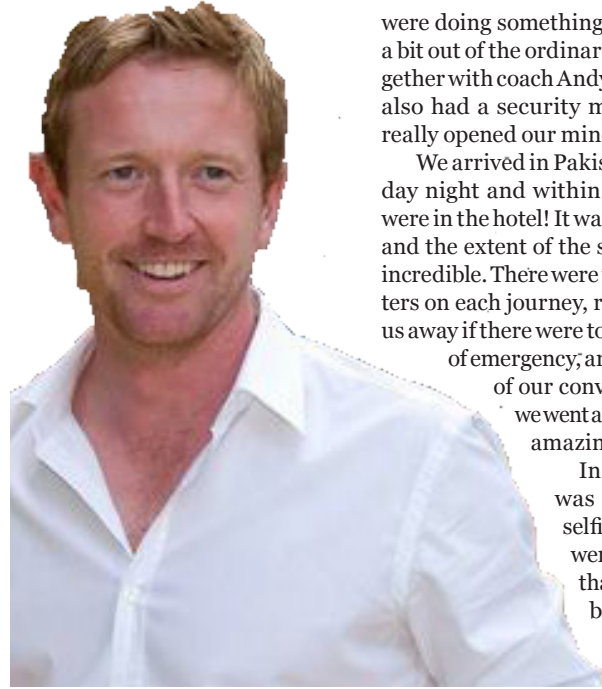 were doing something
a bit out of the ordinar
gether with coach Andy
also had a security m
really opened our min
We arrived in Pakis
day night and within
were in the hotel! It wa
and the extent of the s
incredible. There were
ters on each journey, r
us away if there were to
of emergency, an
of our conv
we went a
amazin
In
was
selfi
wer
tha
b